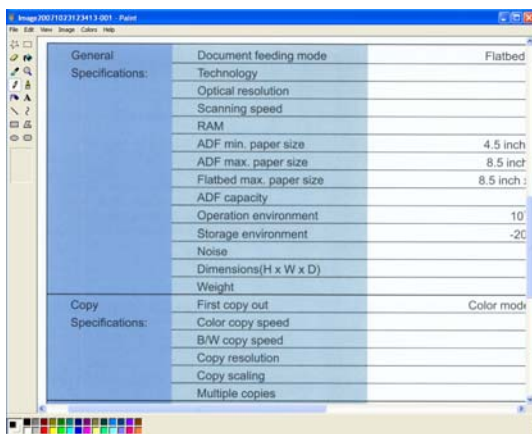 Image20071023123413-001 - Paint
File Edit View Image Colors Help
General Document feeding mode Flatbed
Specifications: Technology
Optical resolution
Scanning speed
RAM
ADF min. paper size 4.5 inch
ADF max. paper size 8.5 inch
Flatbed max. paper size 8.5 inch
ADF capacity
Operation environment 10
Storage environment -20
Noise
Dimensions(H x W x D)
Weight
Copy First copy out Color mode
Specifications: Color copy speed
B/W copy speed
Copy resolution
Copy scaling
Multiple copies